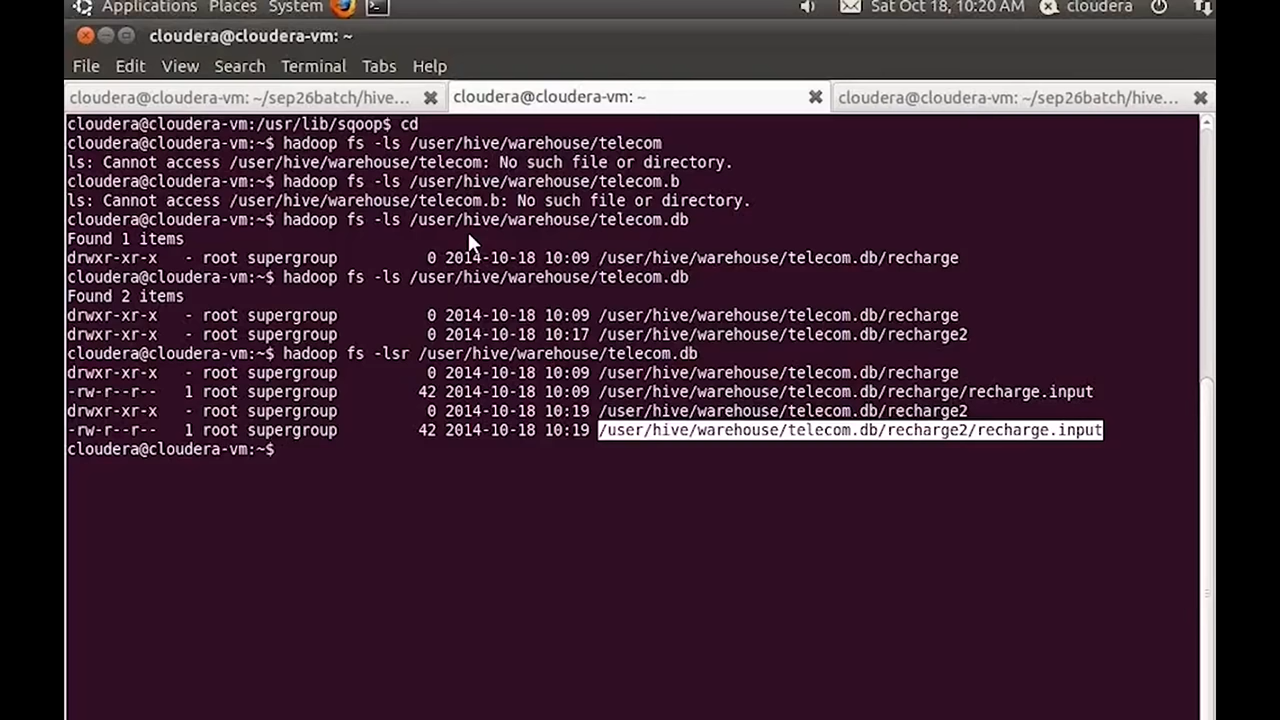 Applications Places System Sat Oct 18, 10:20 AM cloudera
cloudera@cloudera-vm: ~
File Edit View Search Terminal Tabs Help
cloudera@cloudera-vm: ~/sep26batch/hive... cloudera@cloudera-vm: ~ cloudera@cloudera-vm: ~/sep26batch/hive...
cloudera@cloudera-vm:/usr/lib/sqoop$ cd
cloudera@cloudera-vm:~$ hadoop fs -ls /user/hive/warehouse/telecom
ls: Cannot access /user/hive/warehouse/telecom: No such file or directory.
cloudera@cloudera-vm:~$ hadoop fs -ls /user/hive/warehouse/telecom.b
ls: Cannot access /user/hive/warehouse/telecom.b: No such file or directory.
cloudera@cloudera-vm:~$ hadoop fs -ls /user/hive/warehouse/telecom.db
Found 1 items
drwxr-xr-x - root supergroup 0 2014-10-18 10:09 /user/hive/warehouse/telecom.db/recharge
cloudera@cloudera-vm:~$ hadoop fs -ls /user/hive/warehouse/telecom.db
Found 2 items
drwxr-xr-x - root supergroup 0 2014-10-18 10:09 /user/hive/warehouse/telecom.db/recharge
drwxr-xr-x - root supergroup 0 2014-10-18 10:17 /user/hive/warehouse/telecom.db/recharge2
cloudera@cloudera-vm:~$ hadoop fs -lsr /user/hive/warehouse/telecom.db
drwxr-xr-x - root supergroup 0 2014-10-18 10:09 /user/hive/warehouse/telecom.db/recharge
-rw-r--r-- 1 root supergroup 42 2014-10-18 10:09 /user/hive/warehouse/telecom.db/recharge/recharge.input
drwxr-xr-x - root supergroup 0 2014-10-18 10:19 /user/hive/warehouse/telecom.db/recharge2
-rw-r--r-- 1 root supergroup 42 2014-10-18 10:19 /user/hive/warehouse/telecom.db/recharge2/recharge.input
cloudera@cloudera-vm:~$